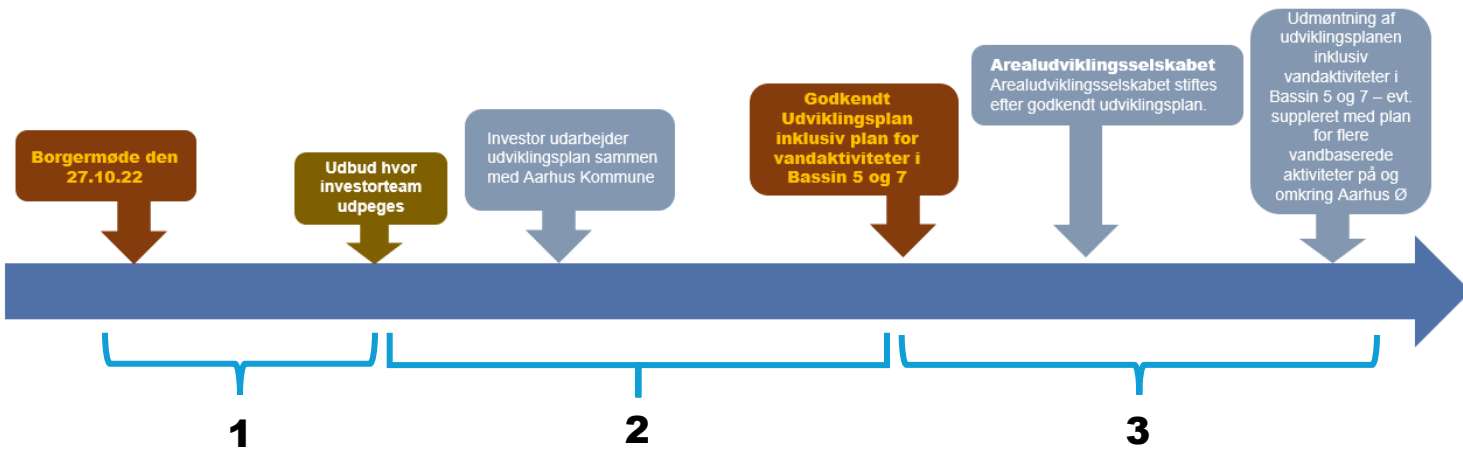 Borgermøde den
27.10.22
Udbud hvor
investorteam
udpeges
Investor udarbejder
udviklingsplan sammen
med Aarhus Kommune
Godkendt
Udviklingsplan
inklusiv plan for
vandaktiviteter i
Bassin 5 og 7
Arealudviklingsselskabet
Arealudviklingsselskabet stiftes
efter godkendt udviklingsplan.
Udmøntning af
udviklingsplanen
inklusiv
vandaktiviteter i
Bassin 5 og 7 – evt.
suppleret med plan
for flere
vandbaserede
aktiviteter på og
omkring Aarhus Ø
1
2
3